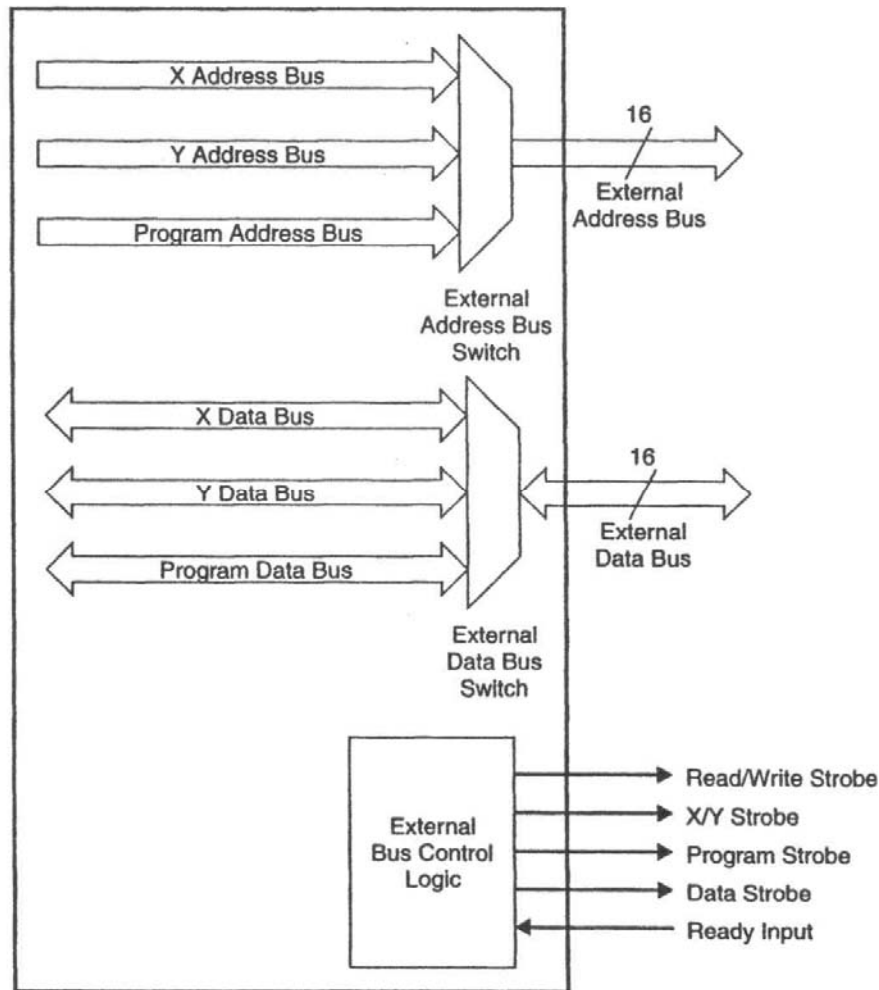 X Address Bus
Y Address Bus
Program Address Bus
16
External
Address Bus
External
Address Bus
Switch
X Data Bus
Y Data Bus
Program Data Bus
16
External
Data Bus
External
Data Bus
Switch
External
Bus Control
Logic
Read/Write Strobe
X/Y Strobe
Program Strobe
Data Strobe
Ready Input